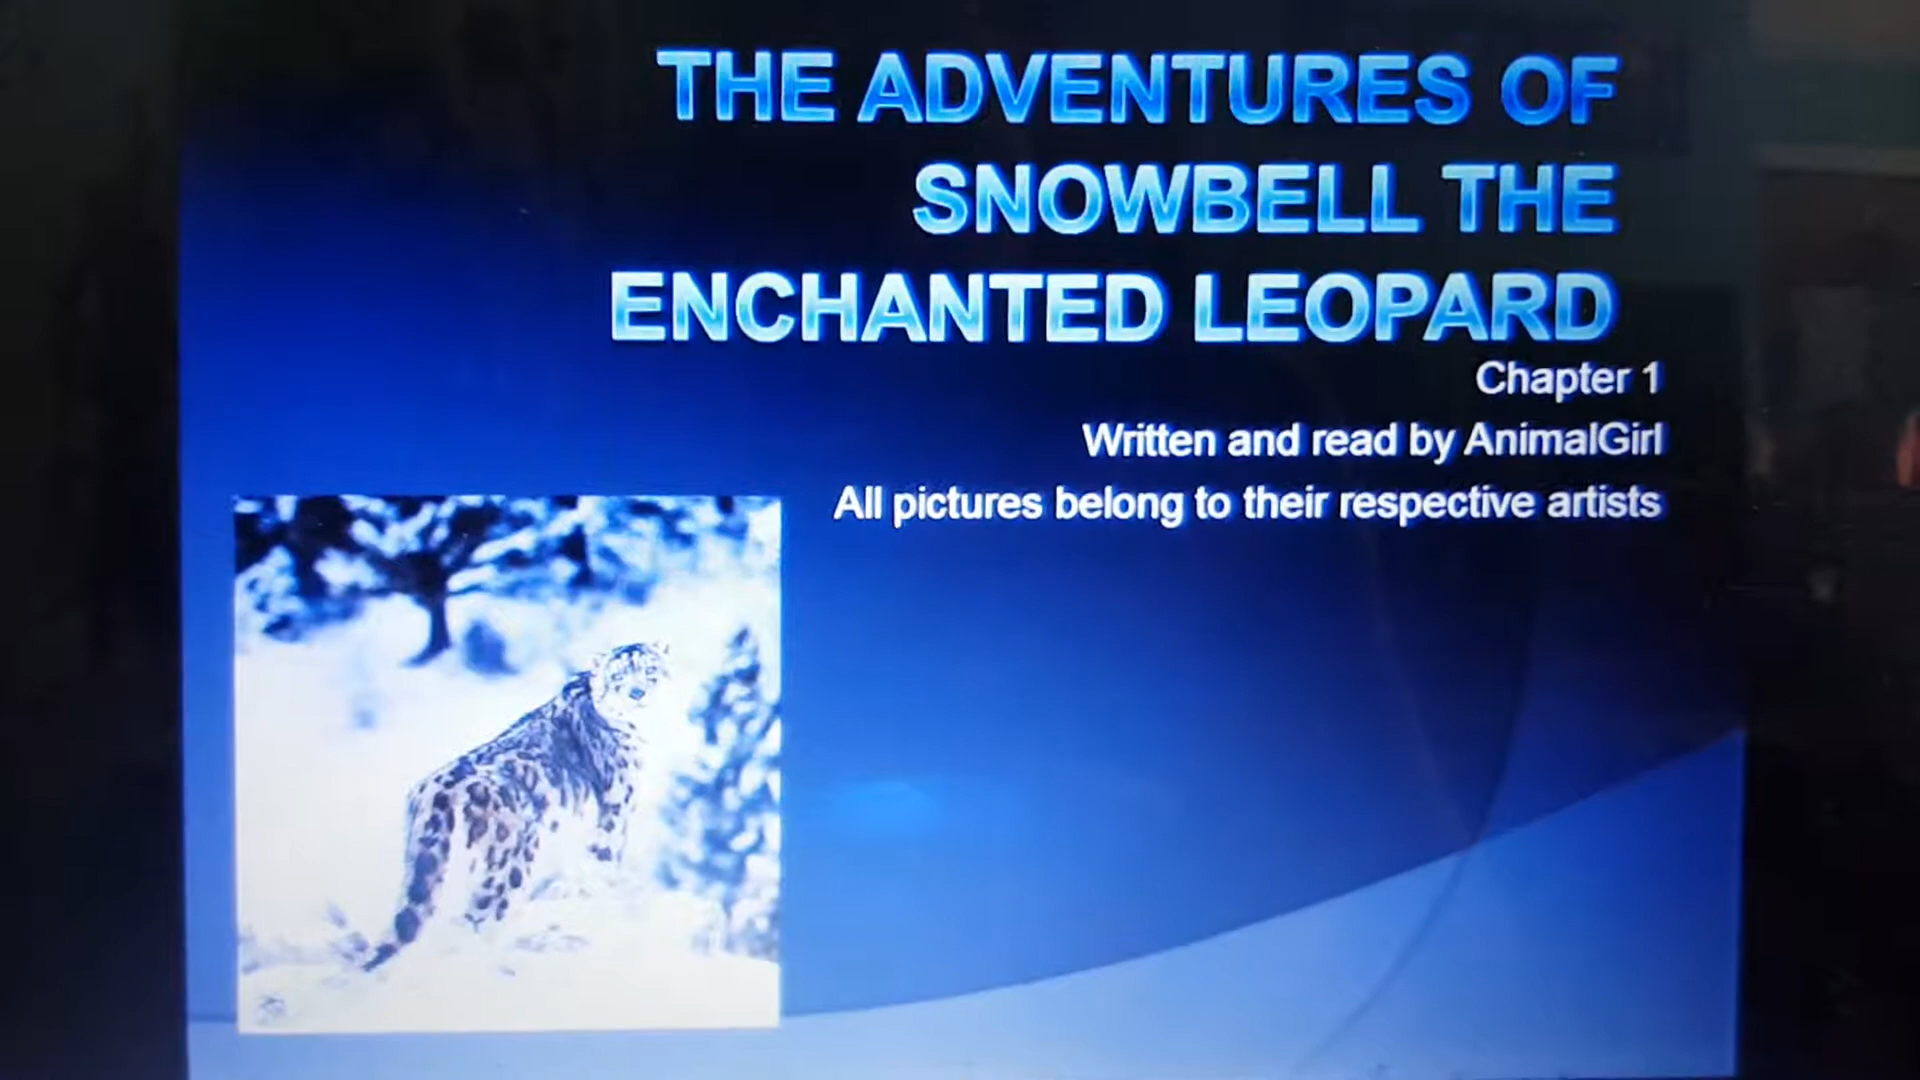 THE ADVENTURES OF
SNOWBELL THE
ENCHANTED LEOPARD
Chapter 1
Written and read by AnimalGirl
All pictures belong to their respective artists